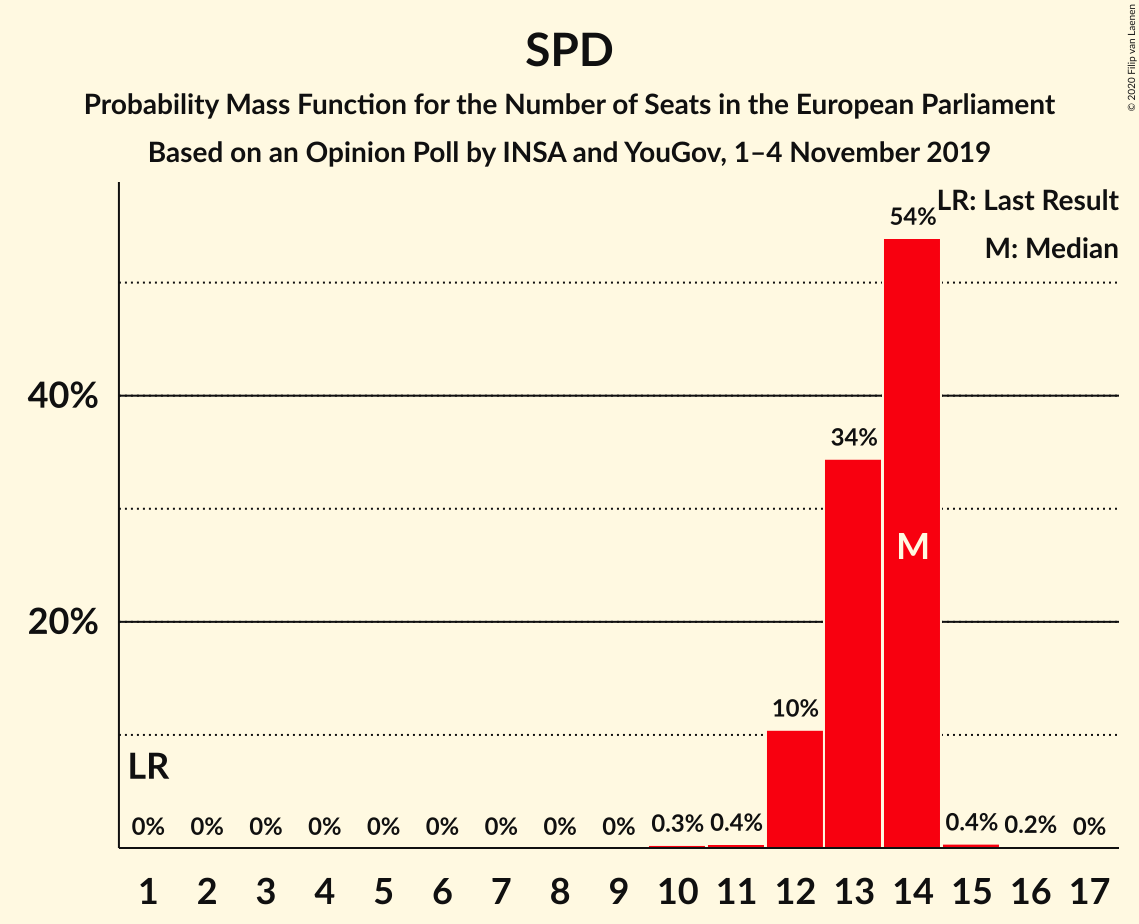 SPD
Probability Mass Function for the Number of Seats in the European Parliament
Based on an Opinion Poll by INSA and YouGov, 1–4 November 2019
© 2020 Filip van Laenen
LR: Last Result
M: Median
54%
40%
34%
M
20%
10%
LR
0% 0% 0% 0% 0% 0% 0% 0% 0% 0.3% 0.4% 0.4% 0.2% 0%
1 2 3 4 5 6 7 8 9 10 11 12 13 14 15 16 17